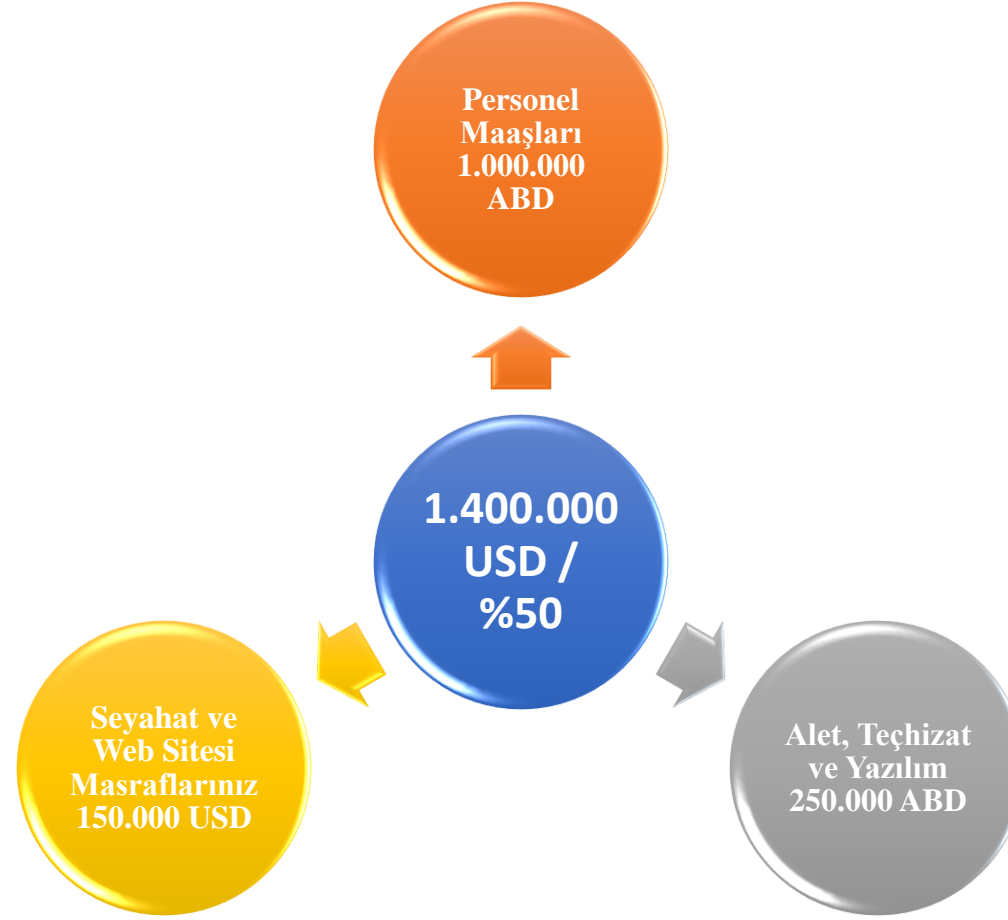 Personel
Maaşları
1.000.000
ABD
1.400.000
USD /
%50
Seyahat ve
Web Sitesi
Masraflarınız
150.000 USD
Alet, Teçhizat
ve Yazılım
250.000 ABD